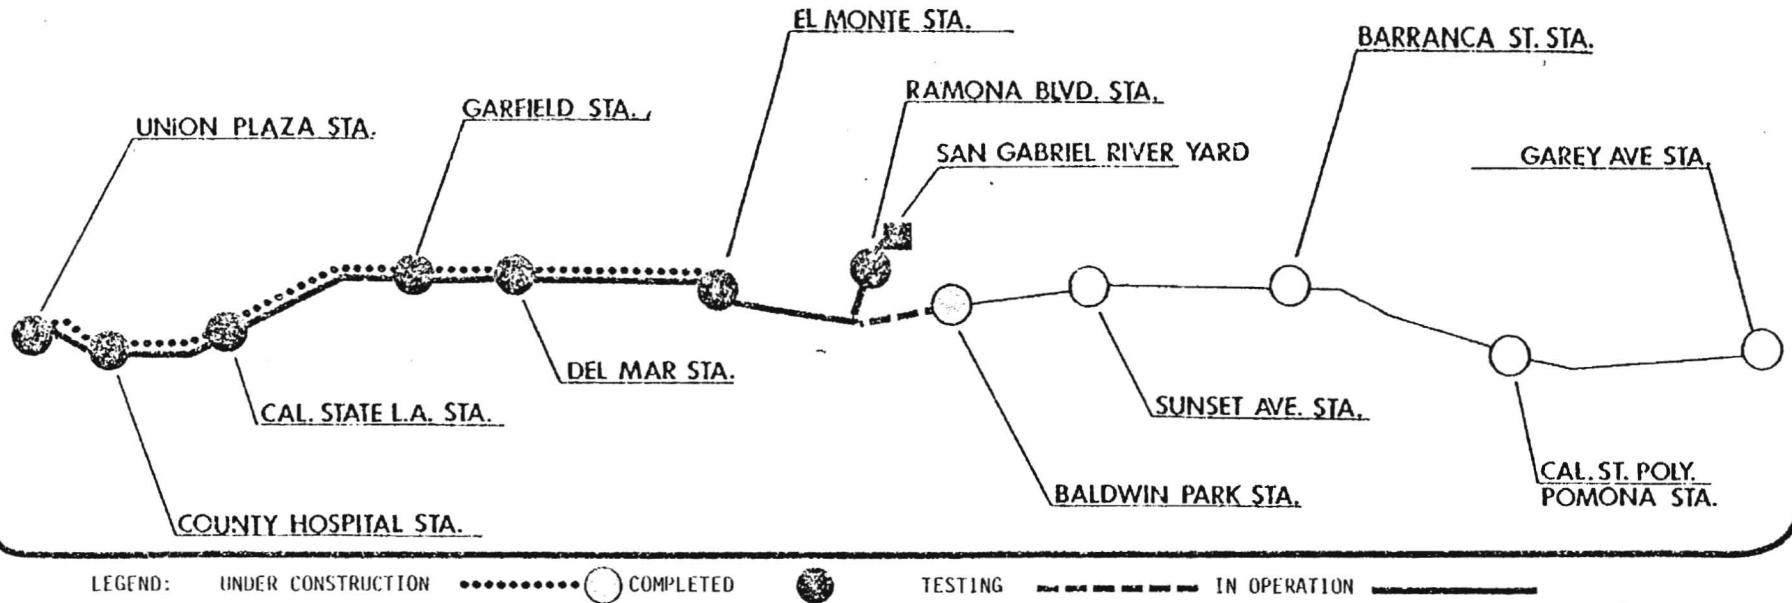 EL MONTE STA.
BARRANCA ST. STA.
RAMONA BLVD. STA.
GARFIELD STA.
UNION PLAZA STA.
SAN GABRIEL RIVER YARD
GAREY AVE STA.
DEL MAR STA.
CAL. STATE L.A. STA.
SUNSET AVE. STA.
CAL. ST. POLY.
POMONA STA.
BALDWIN PARK STA.
COUNTY HOSPITAL STA.
LEGEND: UNDER CONSTRUCTION COMPLETED TESTING IN OPERATION